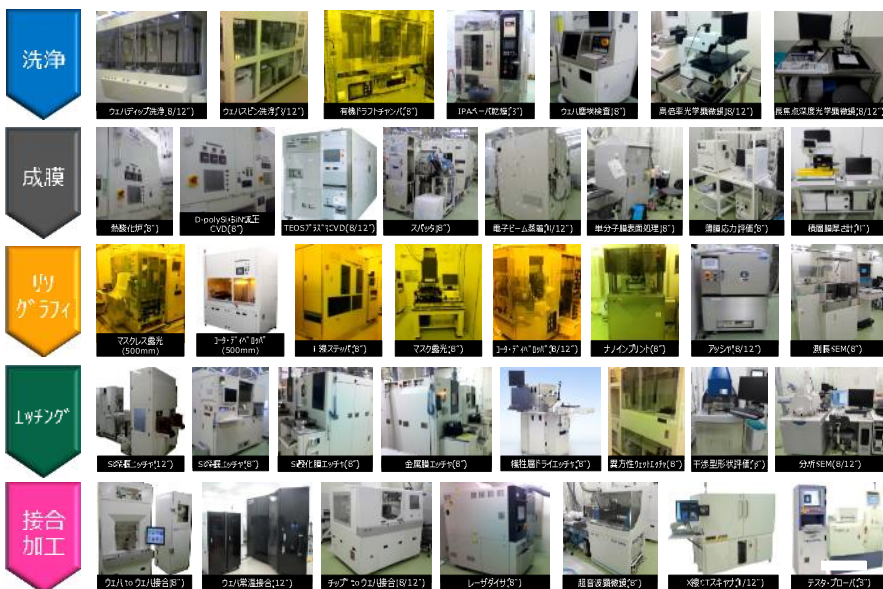 洗浄
ウェハディップ洗浄(8/12")
ウェハスピン洗浄(8/12")
有機ドラフトチャンバ(8")
IPAベーパ乾燥(8")
ウェハ塵埃検査(8")
高倍率光学顕微鏡(8/12")
長焦点深度光学顕微鏡(8/12")
成膜
熱酸化炉(8")
D-polySi・SiN減圧
CVD(8")
TEOSプラズマCVD(8/12")
スパッタ(8")
電子ビーム蒸着(8/12")
単分子膜表面処理(8")
薄膜応力評価(8")
積層膜厚計(8")
リソ
グラフィ
マスクレス露光
(500mm)
コータ・ディベロッパ
(500mm)
i線ステッパ(8")
マスク露光(8")
コータ・ディベロッパ(8/12")
ナノインプリント(8")
アッシャ(8/12")
測長SEM(8")
エッチング
Si深掘エッチャ(12")
Si深掘エッチャ(8")
Si酸化膜エッチャ(8")
金属膜エッチャ(8")
犠牲層ドライエッチャ(8")
異方性ウェットエッチャ(8")
干渉型形状評価(8")
分析SEM(8/12")
接合
加工
ウェハtoウェハ接合(8")
ウェハ常温接合(12")
チップtoウェハ接合(8/12")
レーザダイサ(8")
超音波顕微鏡(8")
X線CTスキャナ(8/12")
テスタ・プローバ(8")